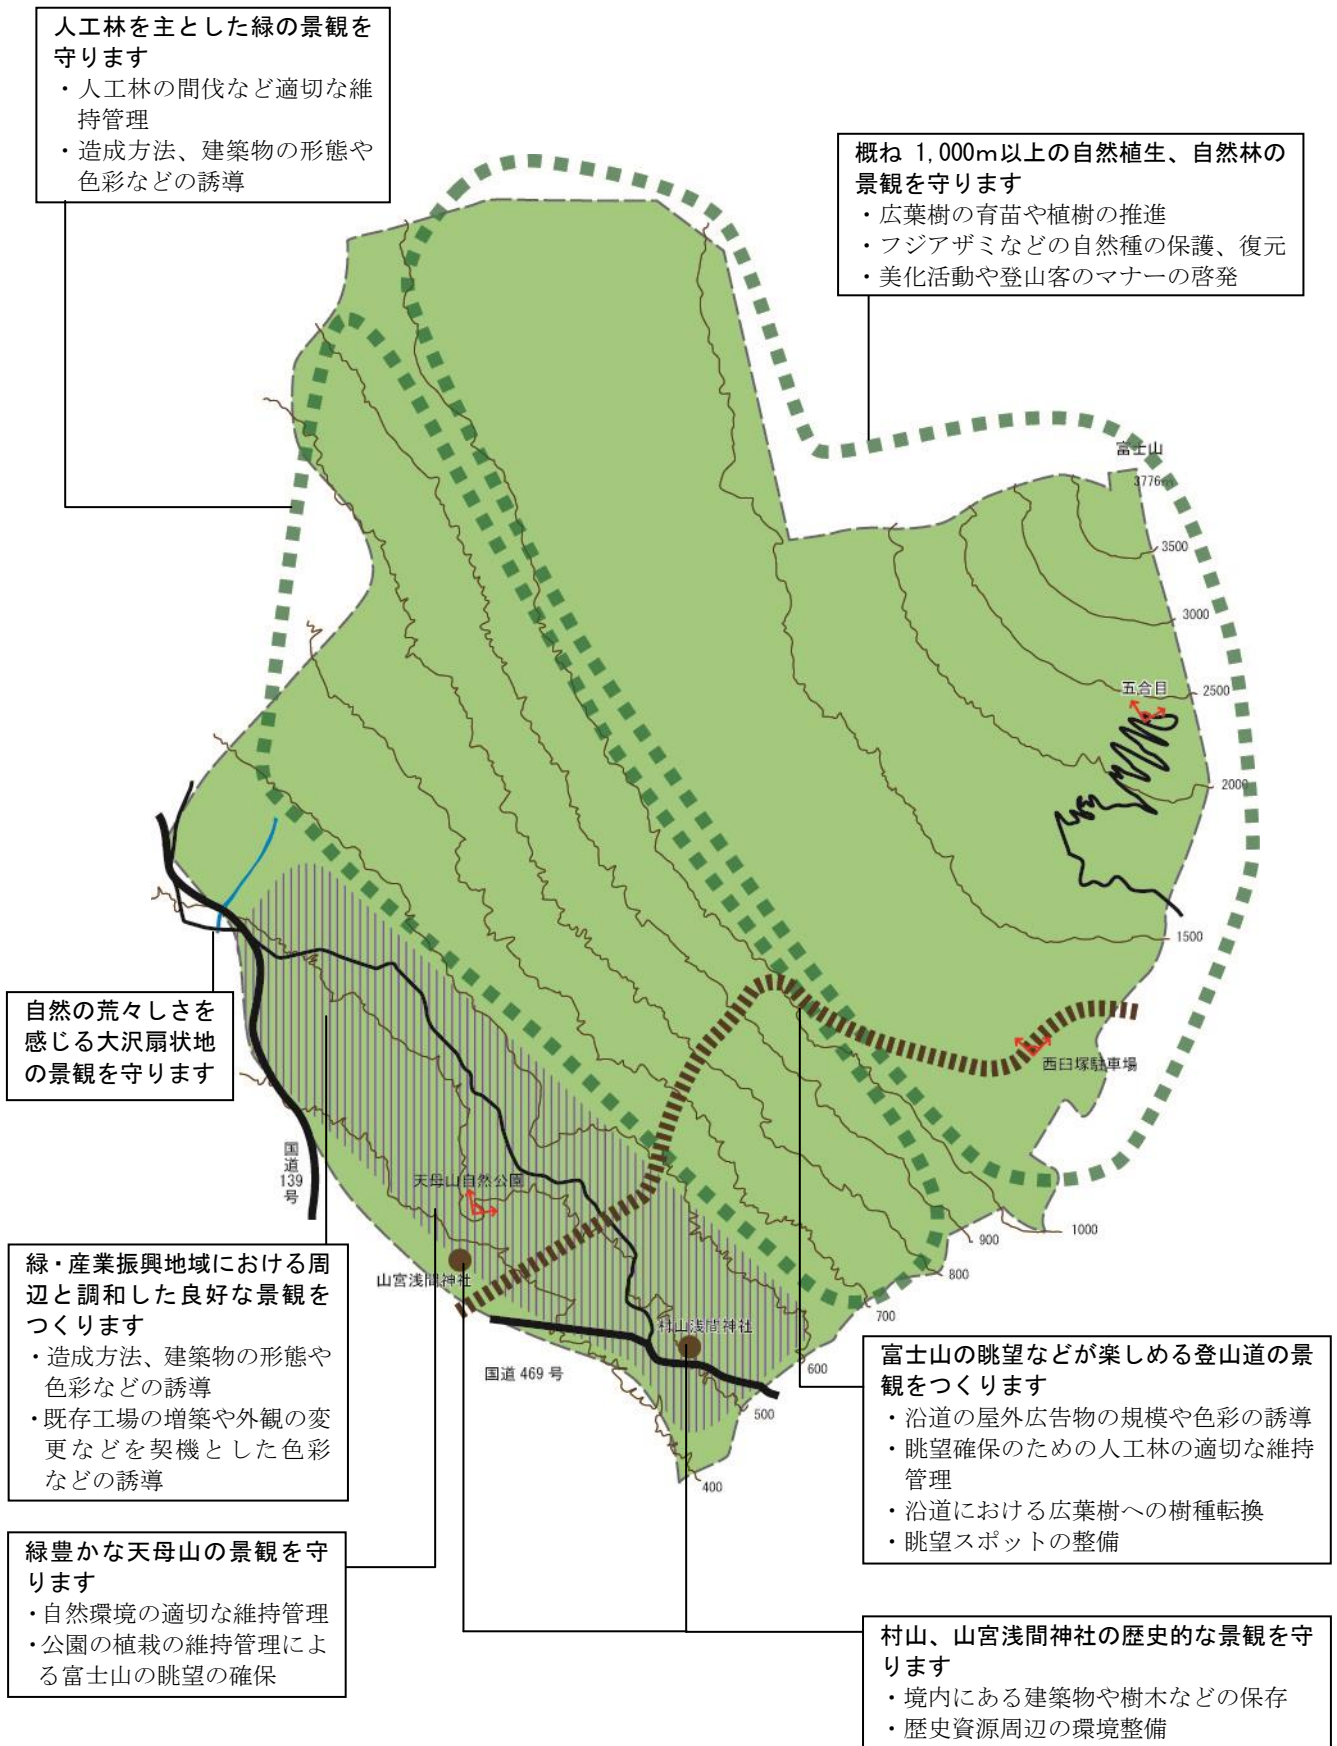 人工林を主とした緑の景観を
守ります
・人工林の間伐など適切な維
持管理
・造成方法、建築物の形態や
色彩などの誘導
概ね 1,000m以上の自然植生、自然林の
景観を守ります
・広葉樹の育苗や植樹の推進
・フジアザミなどの自然種の保護、復元
・美化活動や登山客のマナーの啓発
富士山
3776m
3500
3000
五合目
2500
2000
1500
自然の荒々しさを
感じる大沢扇状地
の景観を守ります
西臼塚駐車場
国道139号
天母山自然公園
1000
900
800
700
600
500
400
山宮浅間神社
村山浅間神社
国道 469 号
緑・産業振興地域における周
辺と調和した良好な景観を
つくります
・造成方法、建築物の形態や
色彩などの誘導
・既存工場の増築や外観の変
更などを契機とした色彩
などの誘導
富士山の眺望などが楽しめる登山道の景
観をつくります
・沿道の屋外広告物の規模や色彩の誘導
・眺望確保のための人工林の適切な維持
管理
・沿道における広葉樹への樹種転換
・眺望スポットの整備
緑豊かな天母山の景観を守
ります
・自然環境の適切な維持管理
・公園の植栽の維持管理によ
る富士山の眺望の確保
村山、山宮浅間神社の歴史的な景観を守
ります
・境内にある建築物や樹木などの保存
・歴史資源周辺の環境整備